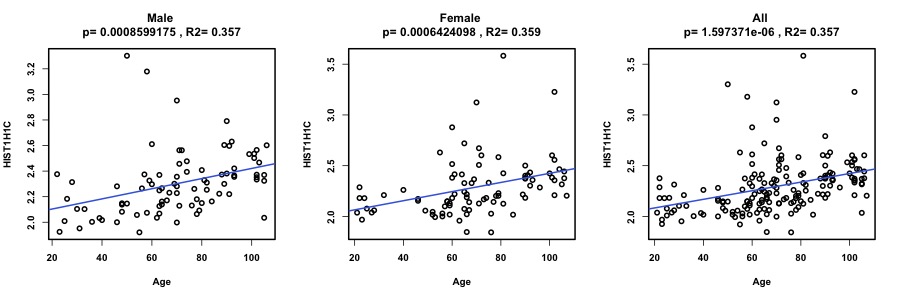 Male
p= 0.0008599175 , R2= 0.357
HIST1H1C
3.2
3.0
2.8
2.6
2.4
2.2
2.0
20 40 60 80 100
Age
Female
p= 0.0006424098 , R2= 0.359
HIST1H1C
3.5
3.0
2.5
2.0
20 40 60 80 100
Age
All
p= 1.597371e-06 , R2= 0.357
HIST1H1C
3.5
3.0
2.5
2.0
20 40 60 80 100
Age